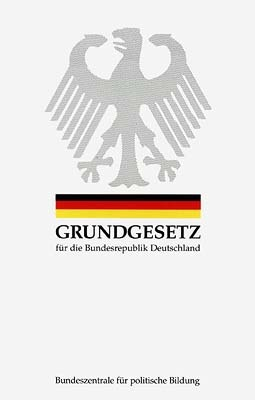 GRUNDGESETZ
für die Bundesrepublik Deutschland
Bundeszentrale für politische Bildung